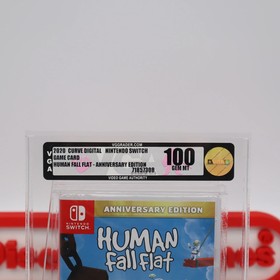 VGGRADER.COM
VGA
2020 CURVE DIGITAL NINTENDO SWITCH
GAME CARD
HUMAN FALL FLAT - ANNIVERSARY EDITION
71857308
100
GEM MT
VIDEO GAME AUTHORITY
ANNIVERSARY EDITION
NINTENDO
SWITCH
HUMAN
fall flat